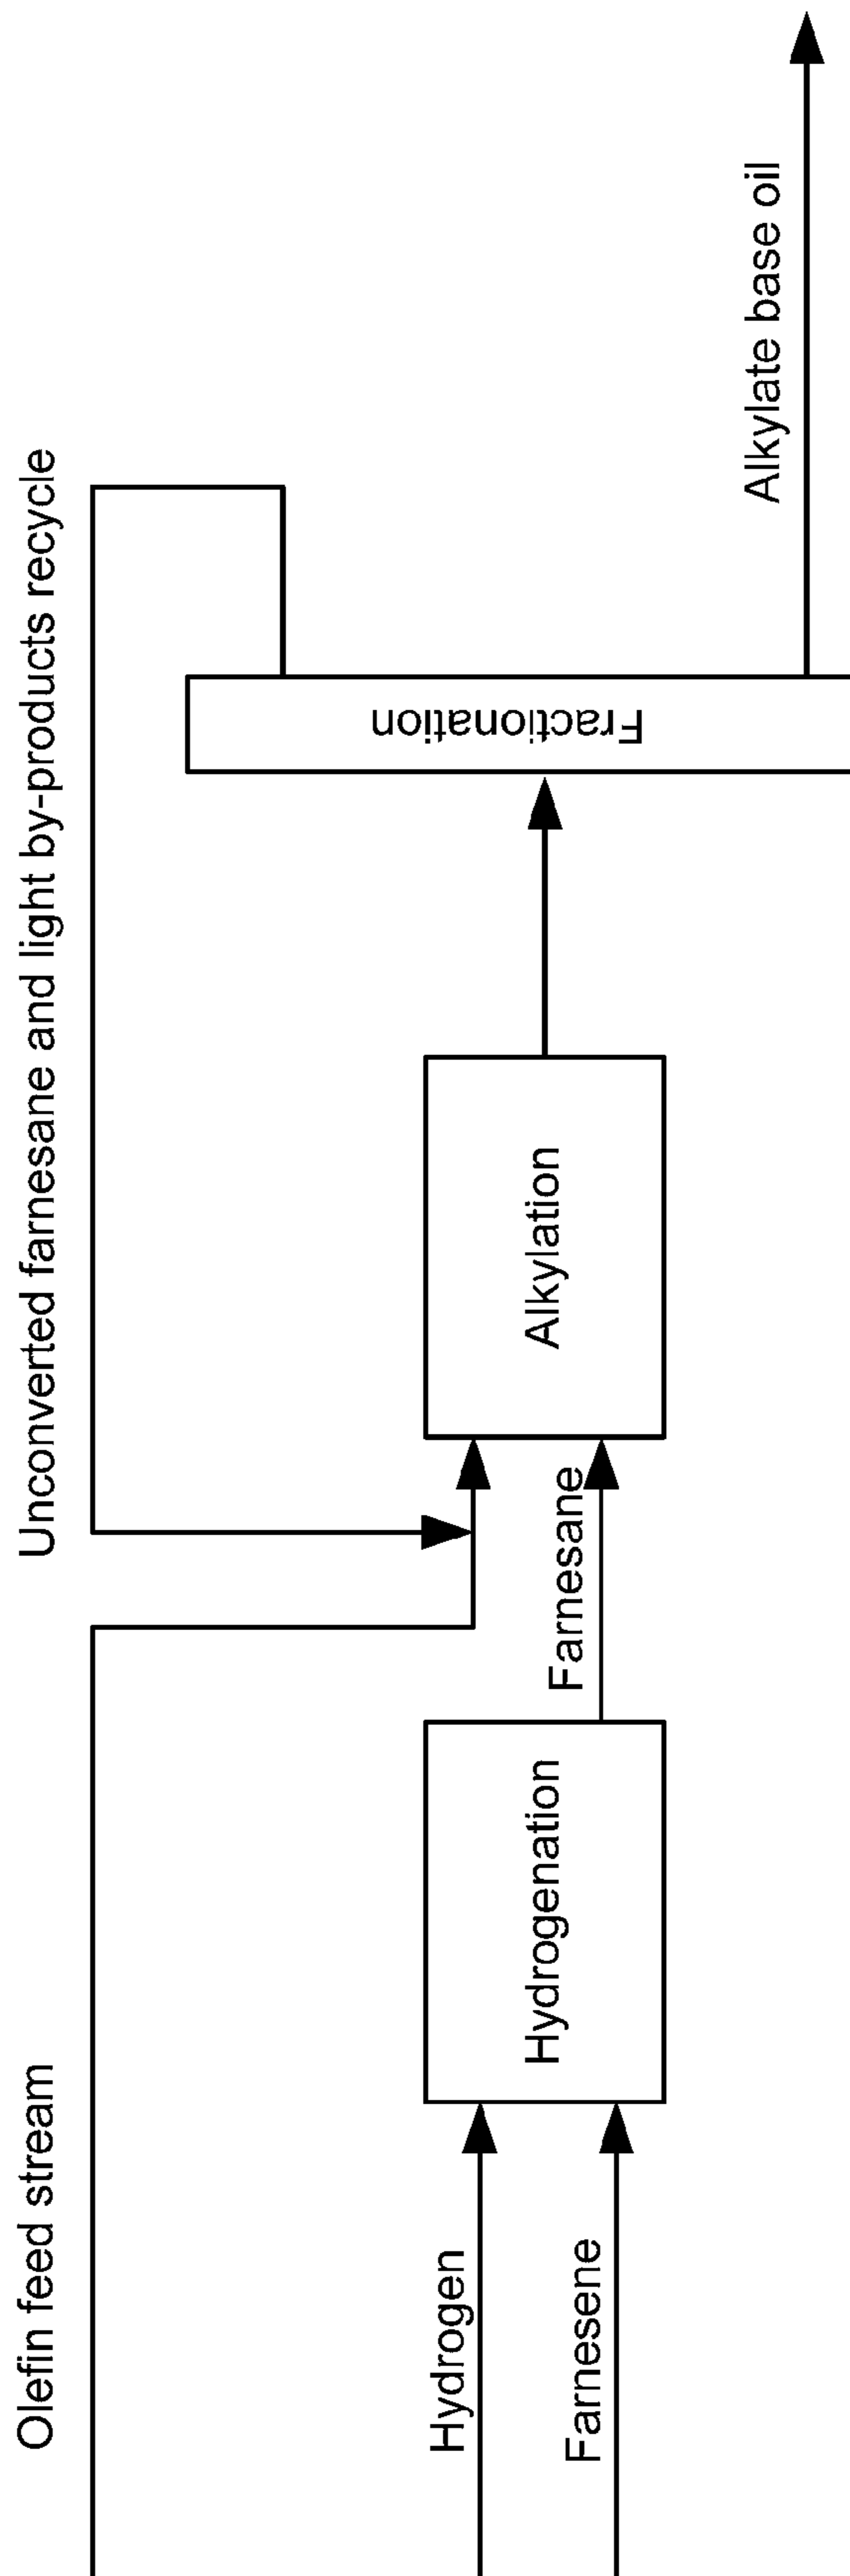 Olefin feed stream
Unconverted farnesane and light by-products recycle
Hydrogen
Farnesene
Hydrogenation
Farnesane
Alkylation
Fractionation
Alkylate base oil